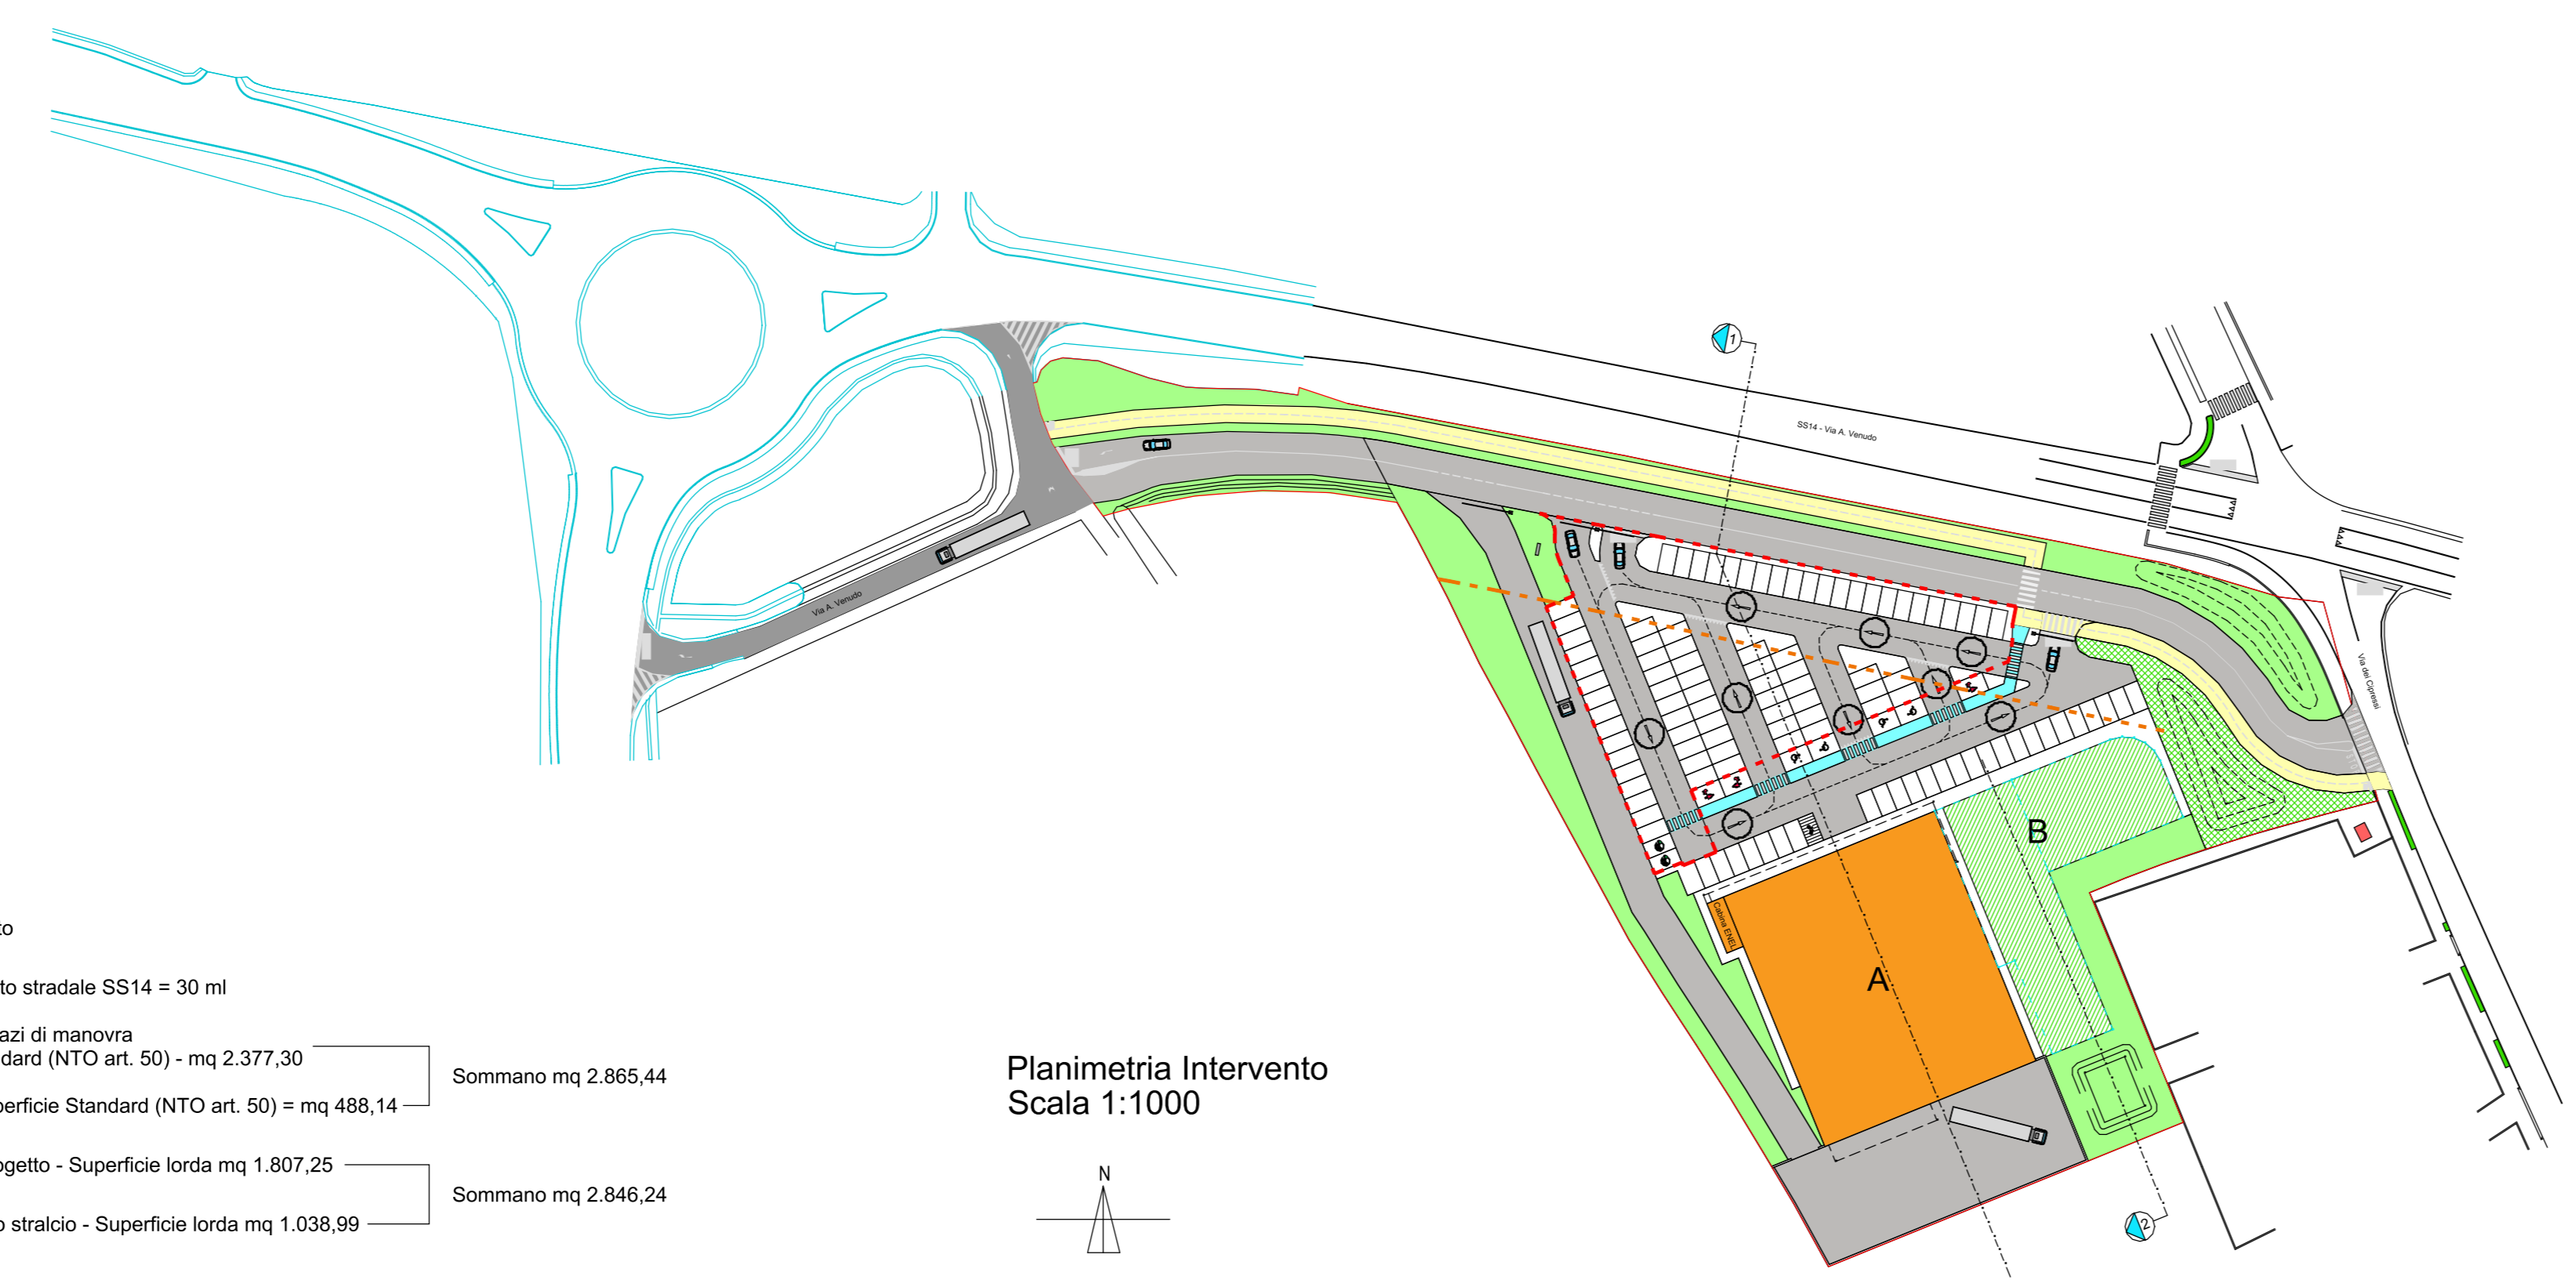 1
SS14 - Via A. Venudo
Via A. Venudo
Via dei Cipressi
B
Cabina ENEL
A
to
to stradale SS14 = 30 ml
azi di manovra
dard (NTO art. 50) - mq 2.377,30
Sommano mq 2.865,44
perficie Standard (NTO art. 50) = mq 488,14
ogetto - Superficie lorda mq 1.807,25
Sommano mq 2.846,24
o stralcio - Superficie lorda mq 1.038,99
Planimetria Intervento
Scala 1:1000
N
2